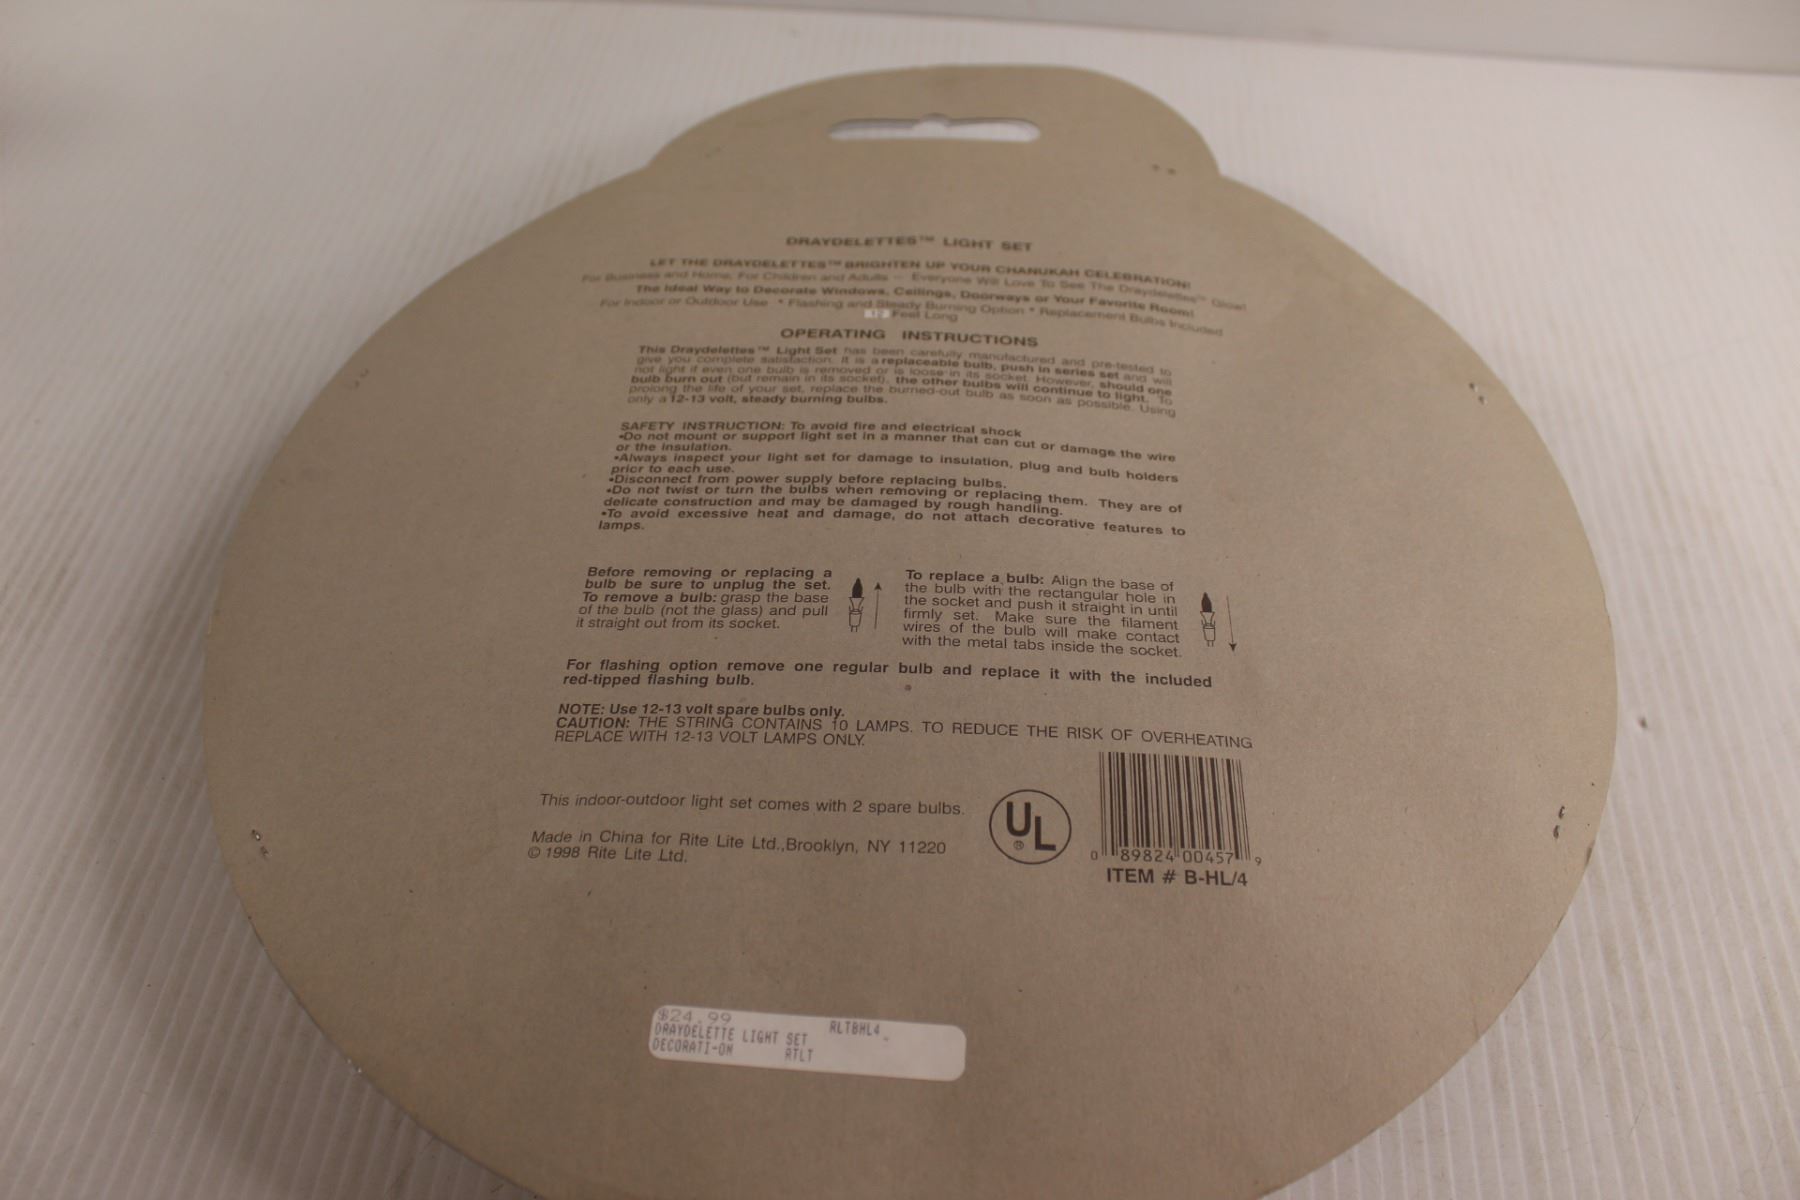 DRAYDELETTES™ LIGHT SET
LET THE DRAYDELETTES™ BRIGHTEN UP YOUR CHANUKAH CELEBRATION!
For Business and Home, For Children and Adults — Everyone Will Love To See The Draydelettes™ Glow!
The Ideal Way to Decorate Windows, Ceilings, Doorways or Your Favorite Room!
For Indoor or Outdoor Use * Flashing and Steady Burning Option * Replacement Bulbs Included
Feet Long
OPERATING INSTRUCTIONS
This Draydelettes™ Light Set has been carefully manufactured and pre-tested to
give you complete satisfaction. It is a replaceable bulb, push in series set and will
not light if even one bulb is removed or is loose in its socket. However, should one
bulb burn out (but remain in its socket), the other bulbs will continue to light. To
prolong the life of your set, replace the burned-out bulb as soon as possible. Using
only a 12-13 volt, steady burning bulbs.
SAFETY INSTRUCTION: To avoid fire and electrical shock
•Do not mount or support light set in a manner that can cut or damage the wire
or the insulation.
•Always inspect your light set for damage to insulation, plug and bulb holders
prior to each use.
•Disconnect from power supply before replacing bulbs.
•Do not twist or turn the bulbs when removing or replacing them. They are of
delicate construction and may be damaged by rough handling.
•To avoid excessive heat and damage, do not attach decorative features to
lamps.
Before removing or replacing a
bulb be sure to unplug the set.
To remove a bulb: grasp the base
of the bulb (not the glass) and pull
it straight out from its socket.
To replace a bulb: Align the base of
the bulb with the rectangular hole in
the socket and push it straight in until
firmly set. Make sure the filament
wires of the bulb will make contact
with the metal tabs inside the socket.
For flashing option remove one regular bulb and replace it with the included
red-tipped flashing bulb.
NOTE: Use 12-13 volt spare bulbs only.
CAUTION: THE STRING CONTAINS 10 LAMPS. TO REDUCE THE RISK OF OVERHEATING
REPLACE WITH 12-13 VOLT LAMPS ONLY.
This indoor-outdoor light set comes with 2 spare bulbs.
Made in China for Rite Lite Ltd.,Brooklyn, NY 11220
© 1998 Rite Lite Ltd.
UL ®
0 89824 00457 9
ITEM # B-HL/4
$24.99
DRAYDELETTE LIGHT SET RLTBHL4
DECORATI-ON RTLT